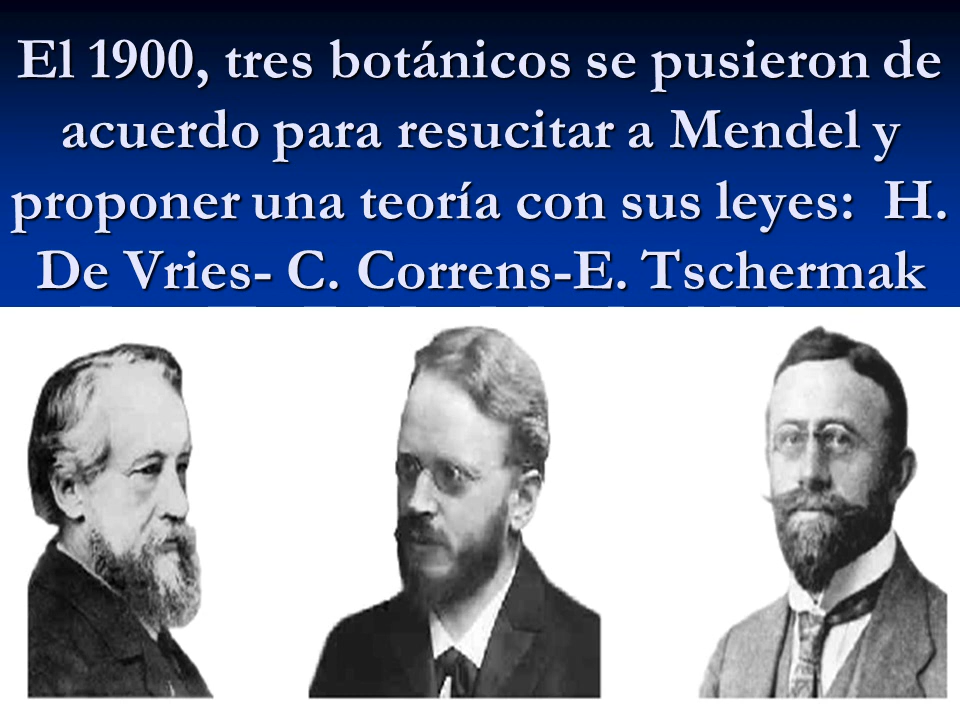 El 1900, tres botánicos se pusieron de
acuerdo para resucitar a Mendel y
proponer una teoría con sus leyes:  H.
De Vries- C. Correns-E. Tschermak